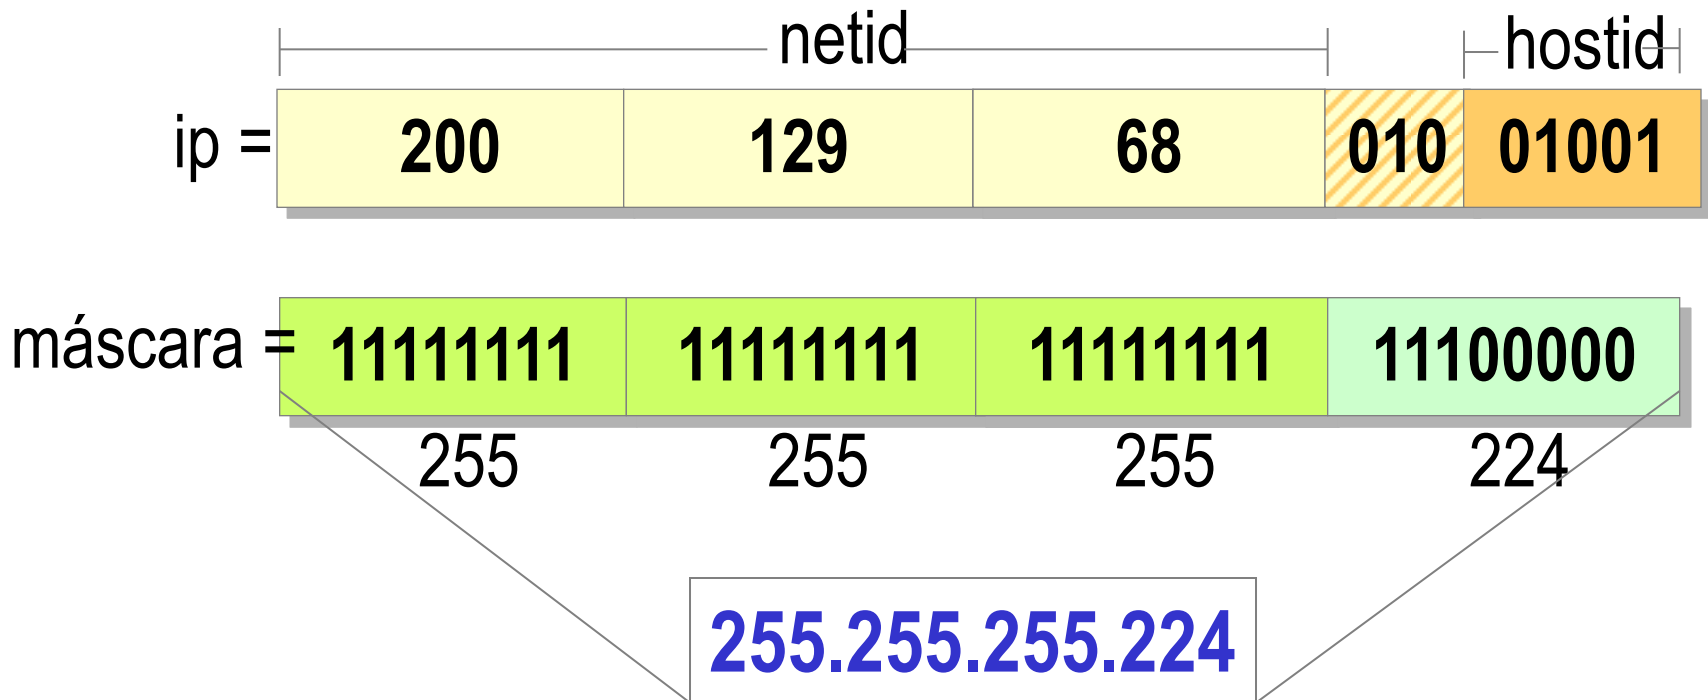 netid hostid
ip = 200 129 68 010 01001
máscara = 11111111 11111111 11111111 11100000
255 255 255 224
255.255.255.224